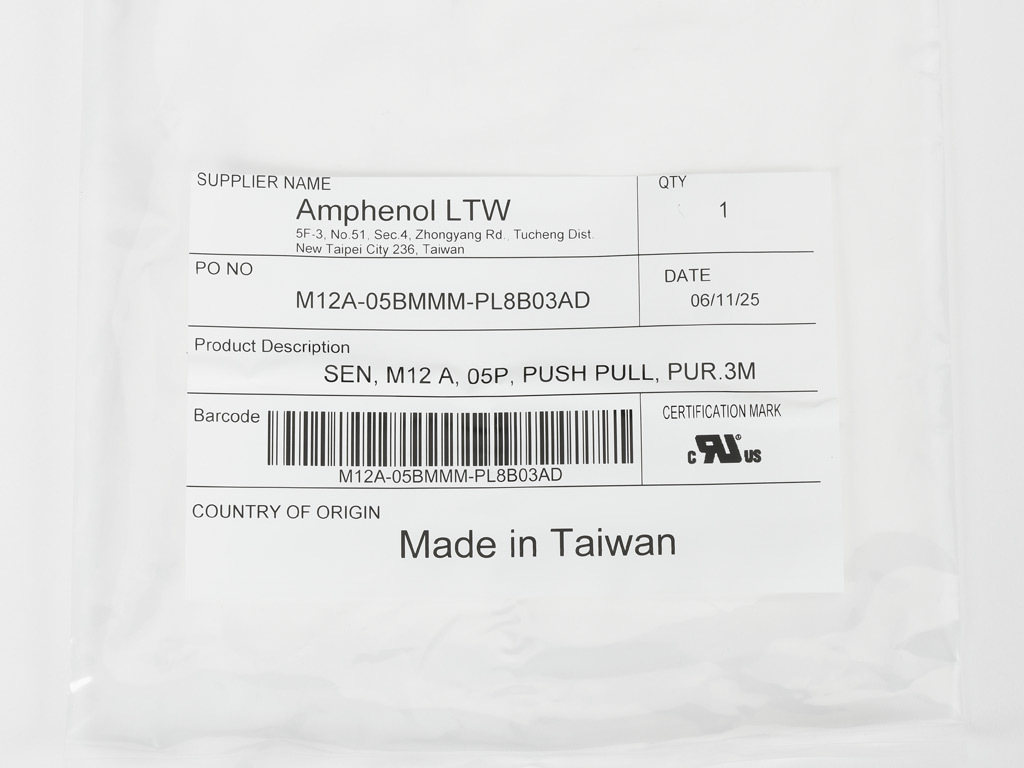 SUPPLIER NAME
Amphenol LTW
5F-3, No.51, Sec.4, Zhongyang Rd., Tucheng Dist.
New Taipei City 236, Taiwan
QTY
1
PO NO
M12A-05BMMM-PL8B03AD
DATE
06/11/25
Product Description
SEN, M12 A, 05P, PUSH PULL, PUR.3M
Barcode
M12A-05BMMM-PL8B03AD
CERTIFICATION MARK
c RU® US
COUNTRY OF ORIGIN
Made in Taiwan